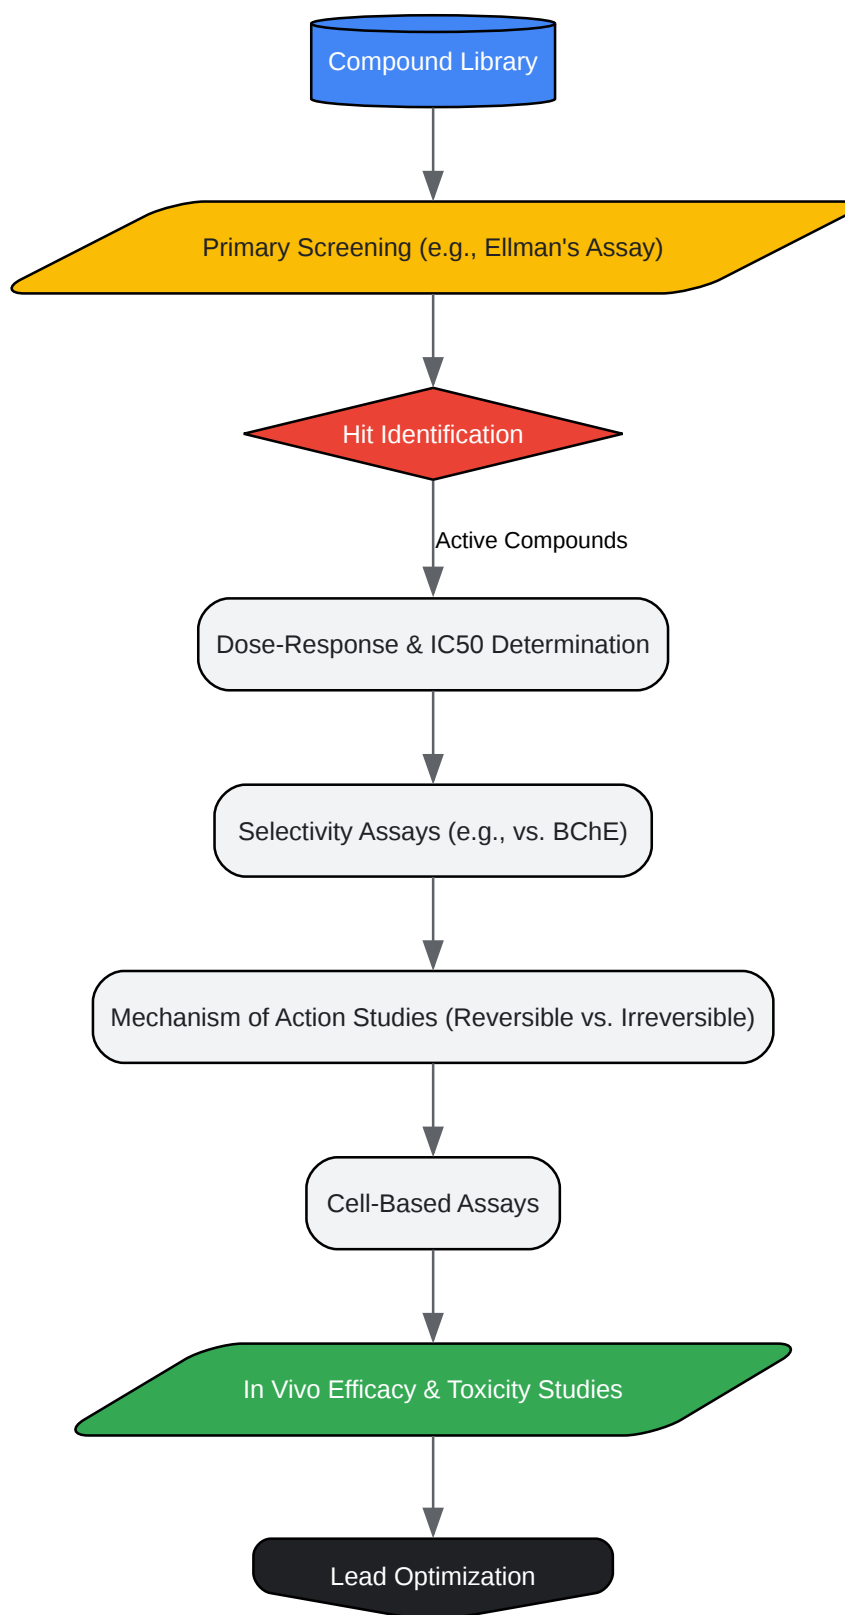 Compound Library
Primary Screening (e.g., Ellman's Assay)
Hit Identification
Active Compounds
Dose-Response & IC50 Determination
Selectivity Assays (e.g., vs. BChE)
Mechanism of Action Studies (Reversible vs. Irreversible)
Cell-Based Assays
In Vivo Efficacy & Toxicity Studies
Lead Optimization